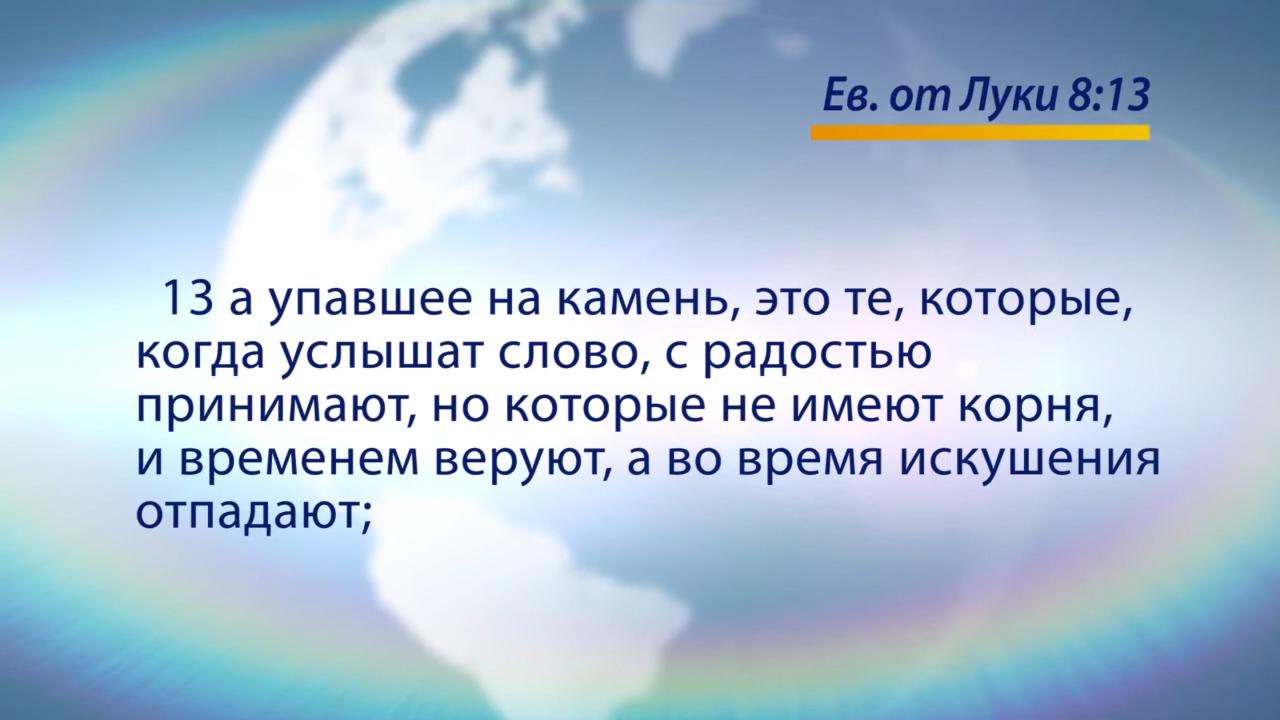 Ев. от Луки 8:13
13 а упавшее на камень, это те, которые,
когда услышат слово, с радостью
принимают, но которые не имеют корня,
и временем веруют, а во время искушения
отпадают;